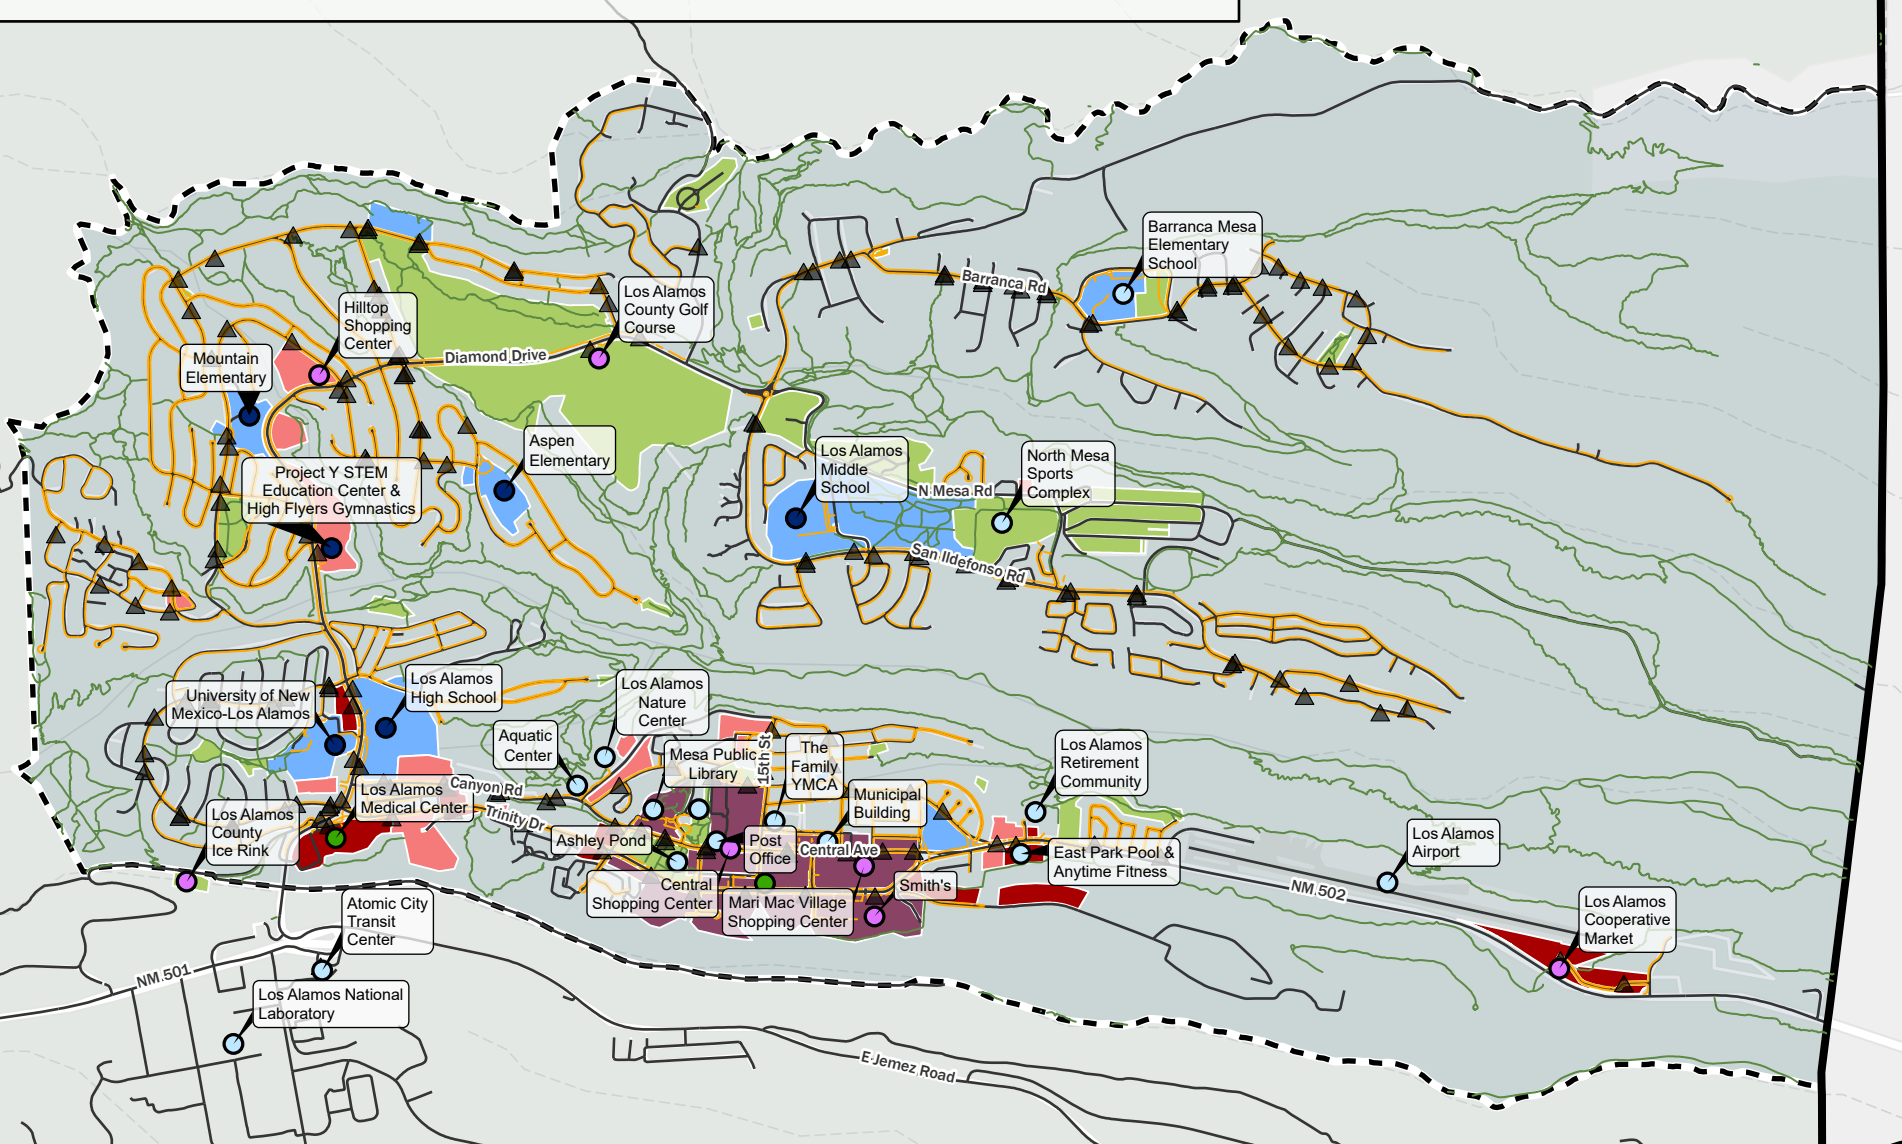 Barranca Mesa
Elementary
School
Barranca Rd
Los Alamos
County Golf
Course
Hilltop
Shopping
Center
Diamond Drive
Mountain
Elementary
Aspen
Elementary
Los Alamos
Middle
School
North Mesa
Sports
Complex
N Mesa Rd
Project Y STEM
Education Center &
High Flyers Gymnastics
San Ildefonso Rd
University of New
Mexico-Los Alamos
Los Alamos
High School
Los Alamos
Nature
Center
Aquatic
Center
Mesa Public
Library
15th St
The
Family
YMCA
Los Alamos
Retirement
Community
Canyon Rd
Trinity Dr
Los Alamos
Medical Center
Municipal
Building
Los Alamos
County
Ice Rink
Ashley Pond
Post
Office
Central Ave
East Park Pool &
Anytime Fitness
Los Alamos
Airport
Central
Shopping Center
Mari Mac Village
Shopping Center
Smith's
NM 502
Los Alamos
Cooperative
Market
Atomic City
Transit
Center
NM 501
Los Alamos National
Laboratory
E Jemez Road